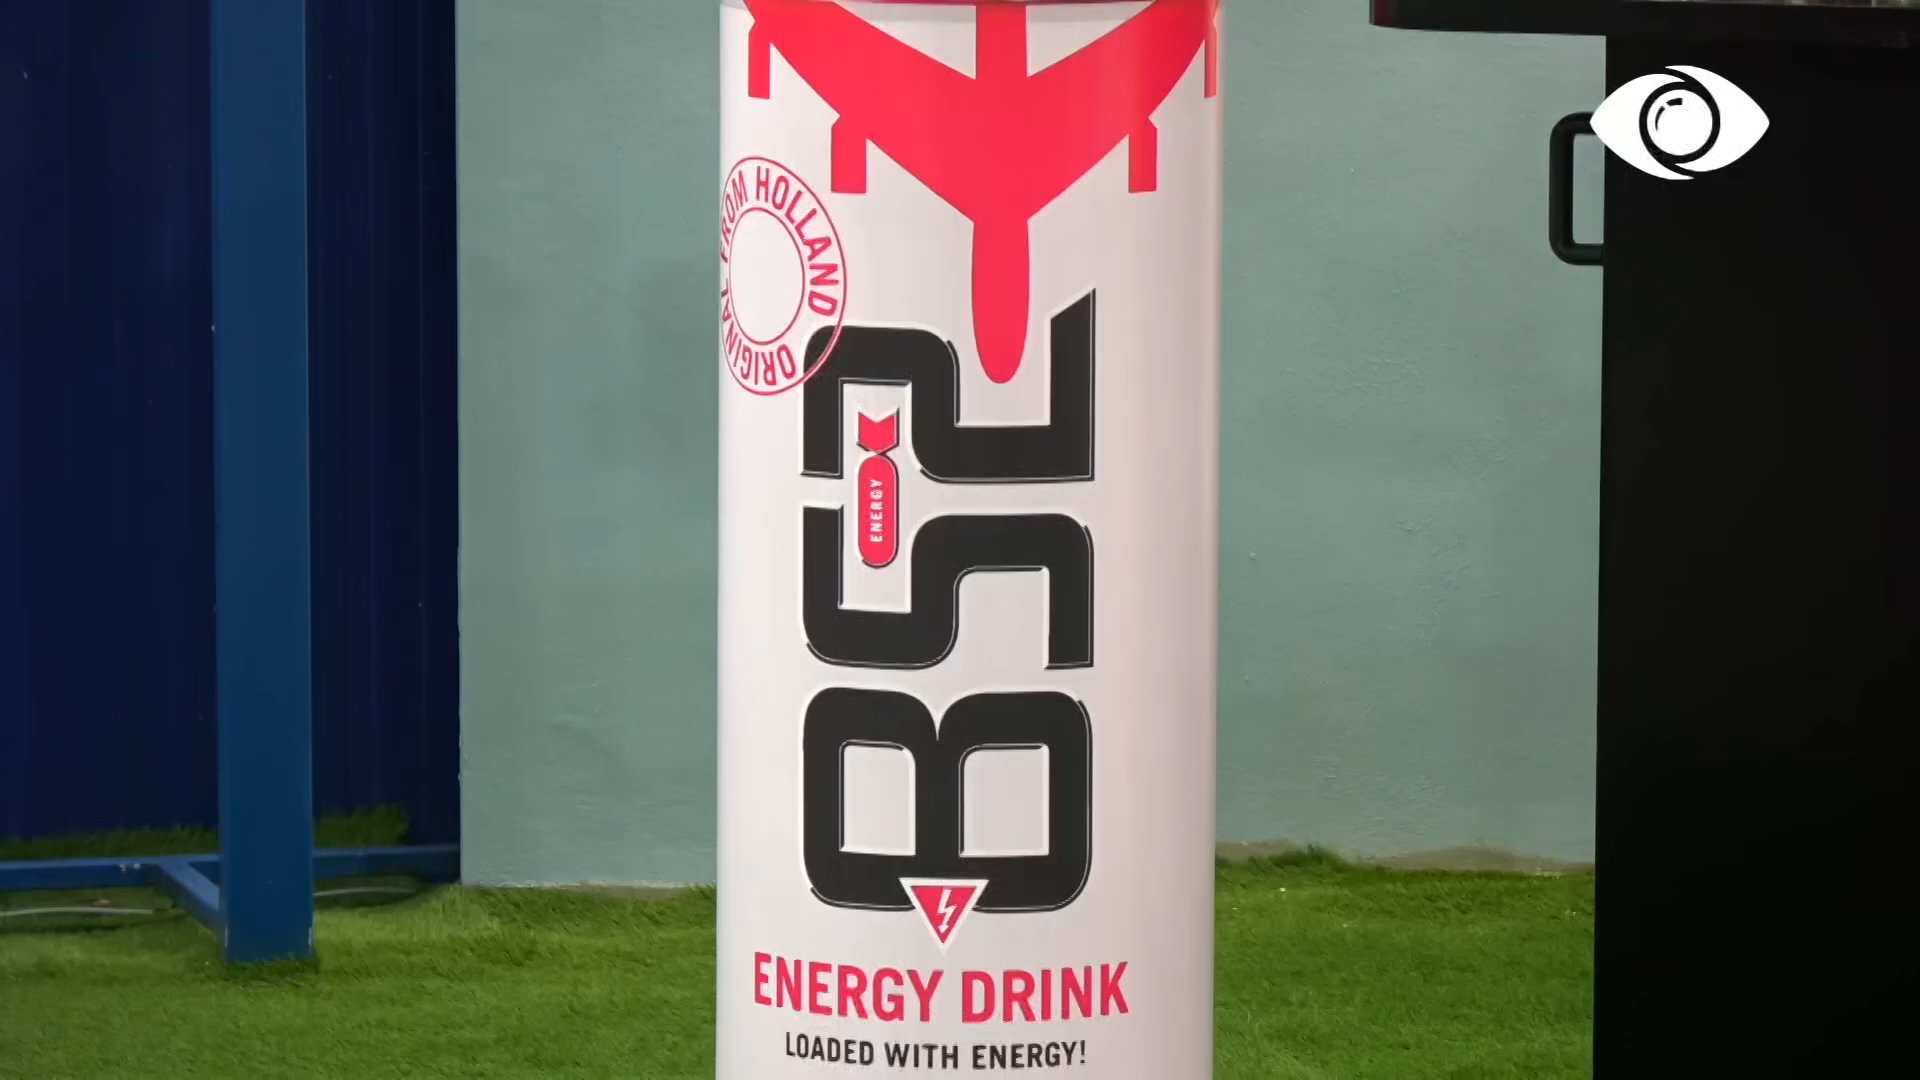 ORIGINAL FROM HOLLAND
B52
ENERGY
ENERGY DRINK
LOADED WITH ENERGY!